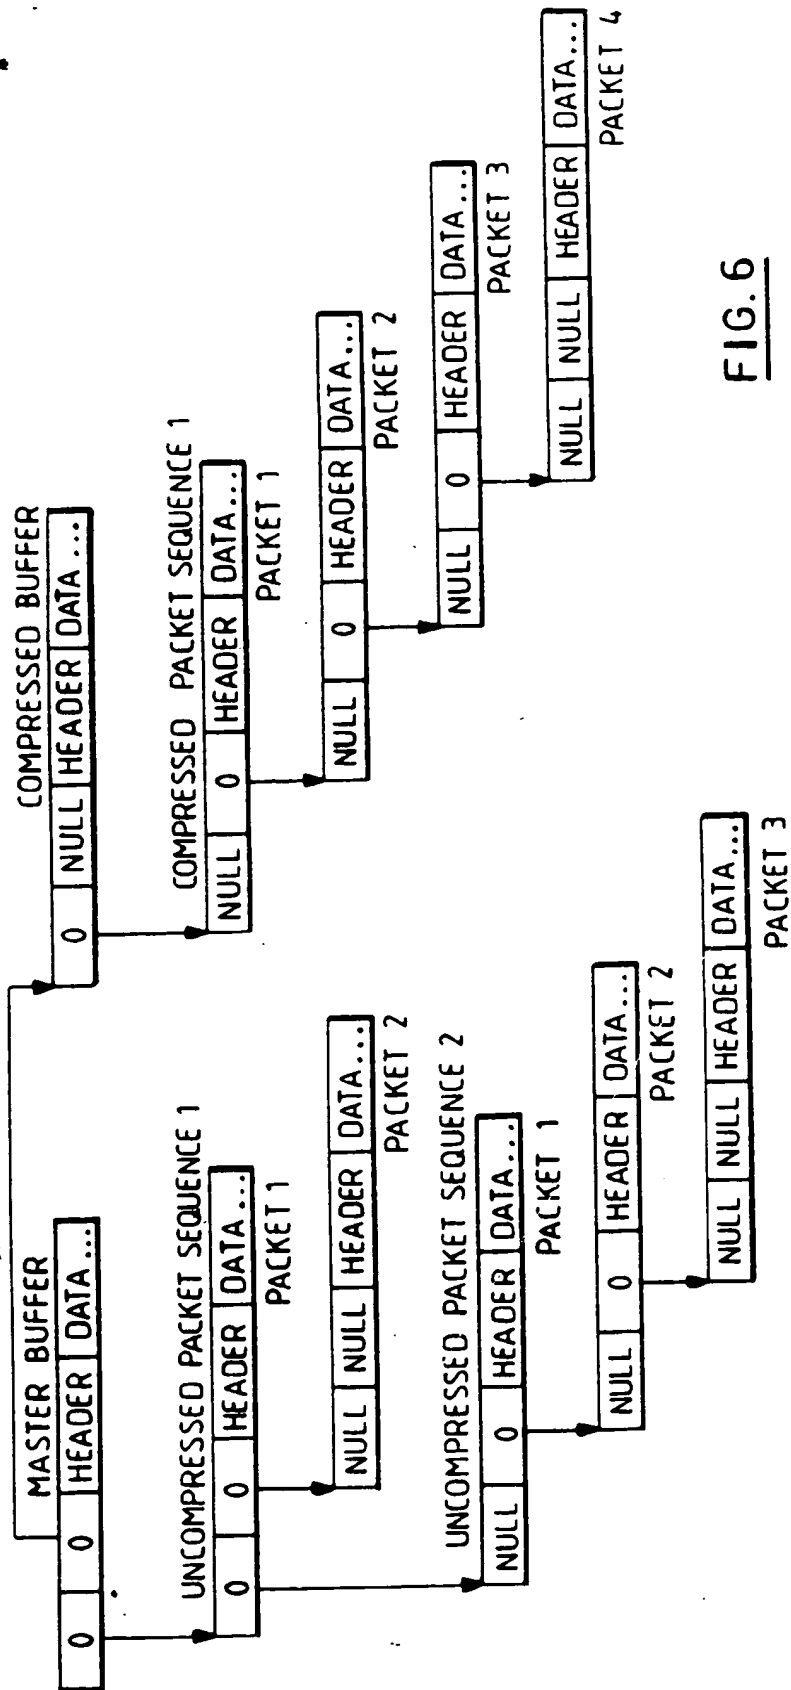 MASTER BUFFER
0 0 HEADER DATA...
COMPRESSED BUFFER
0 NULL HEADER DATA...
UNCOMPRESSED PACKET SEQUENCE 1
0 0 HEADER DATA...
PACKET 1
NULL NULL HEADER DATA...
PACKET 2
UNCOMPRESSED PACKET SEQUENCE 2
NULL 0 HEADER DATA....
PACKET 1
NULL 0 HEADER DATA...
PACKET 2
NULL NULL HEADER DATA...
PACKET 3
COMPRESSED PACKET SEQUENCE 1
NULL 0 HEADER DATA...
PACKET 1
NULL 0 HEADER DATA...
PACKET 2
NULL 0 HEADER DATA...
PACKET 3
NULL NULL HEADER DATA...
PACKET 4
FIG. 6